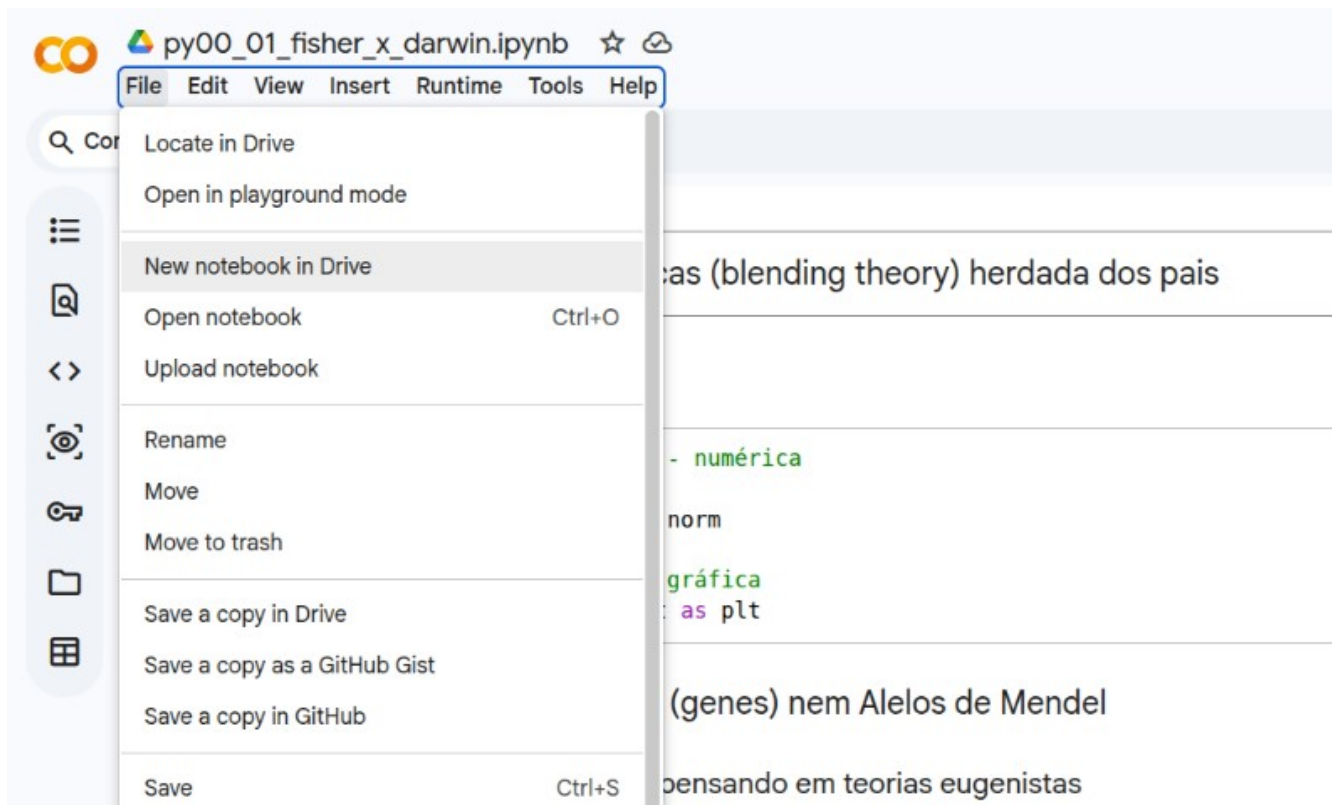 py00_01_fisher_x_darwin.ipynb
File Edit View Insert Runtime Tools Help
Locate in Drive
Open in playground mode
New notebook in Drive
Open notebook Ctrl+O
Upload notebook
Rename
Move
Move to trash
Save a copy in Drive
Save a copy as a GitHub Gist
Save a copy in GitHub
Save Ctrl+S
(blending theory) herdada dos pais
- numérica
norm
gráfica
as plt
(genes) nem Alelos de Mendel
pensando em teorias eugenistas